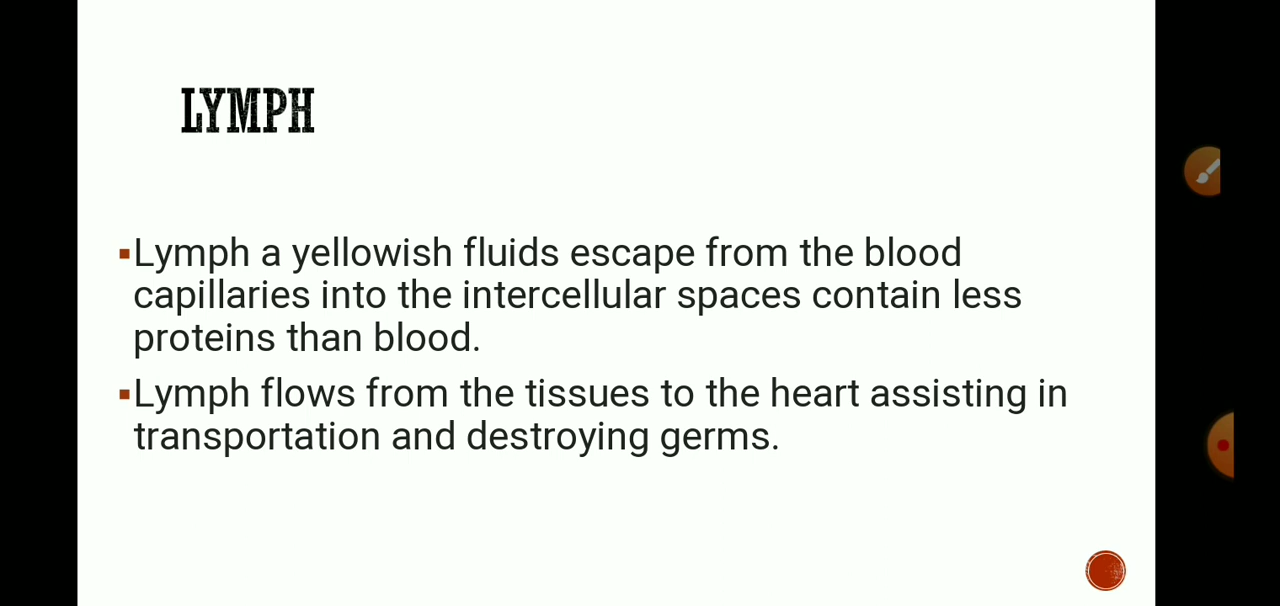 LYMPH
▪Lymph a yellowish fluids escape from the blood
capillaries into the intercellular spaces contain less
proteins than blood.
▪Lymph flows from the tissues to the heart assisting in
transportation and destroying germs.